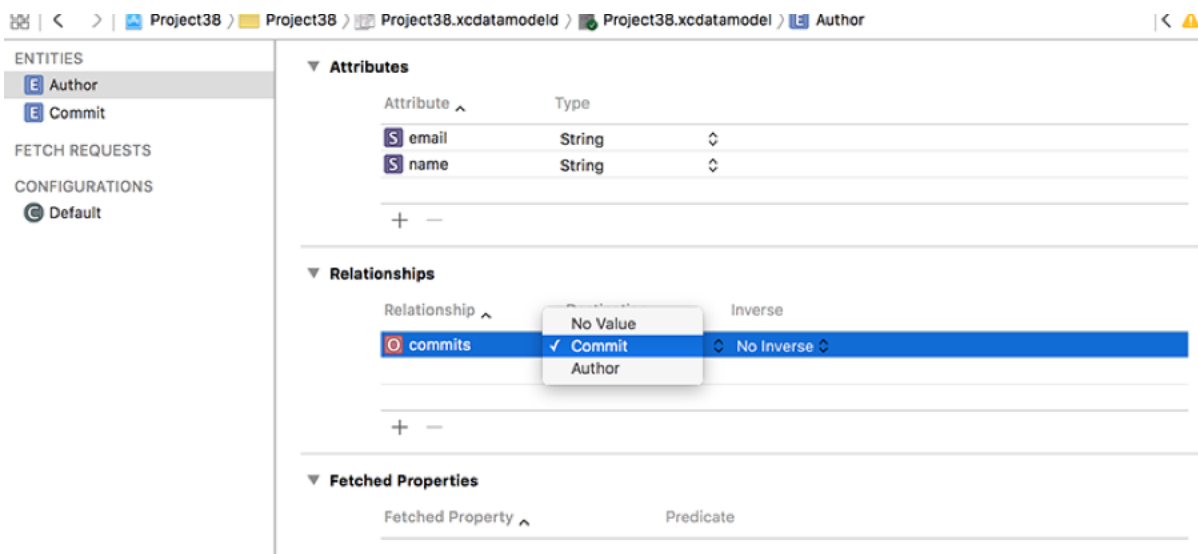 Project38 〉 Project38 〉 Project38.xcdatamodeld 〉 Project38.xcdatamodel 〉 E Author
ENTITIES
E Author
E Commit
FETCH REQUESTS
CONFIGURATIONS
C Default
Attributes
Attribute Type
S email String
S name String
+ −
Relationships
Relationship Inverse
No Value
O commits ✓ Commit No Inverse
Author
+ −
Fetched Properties
Fetched Property Predicate